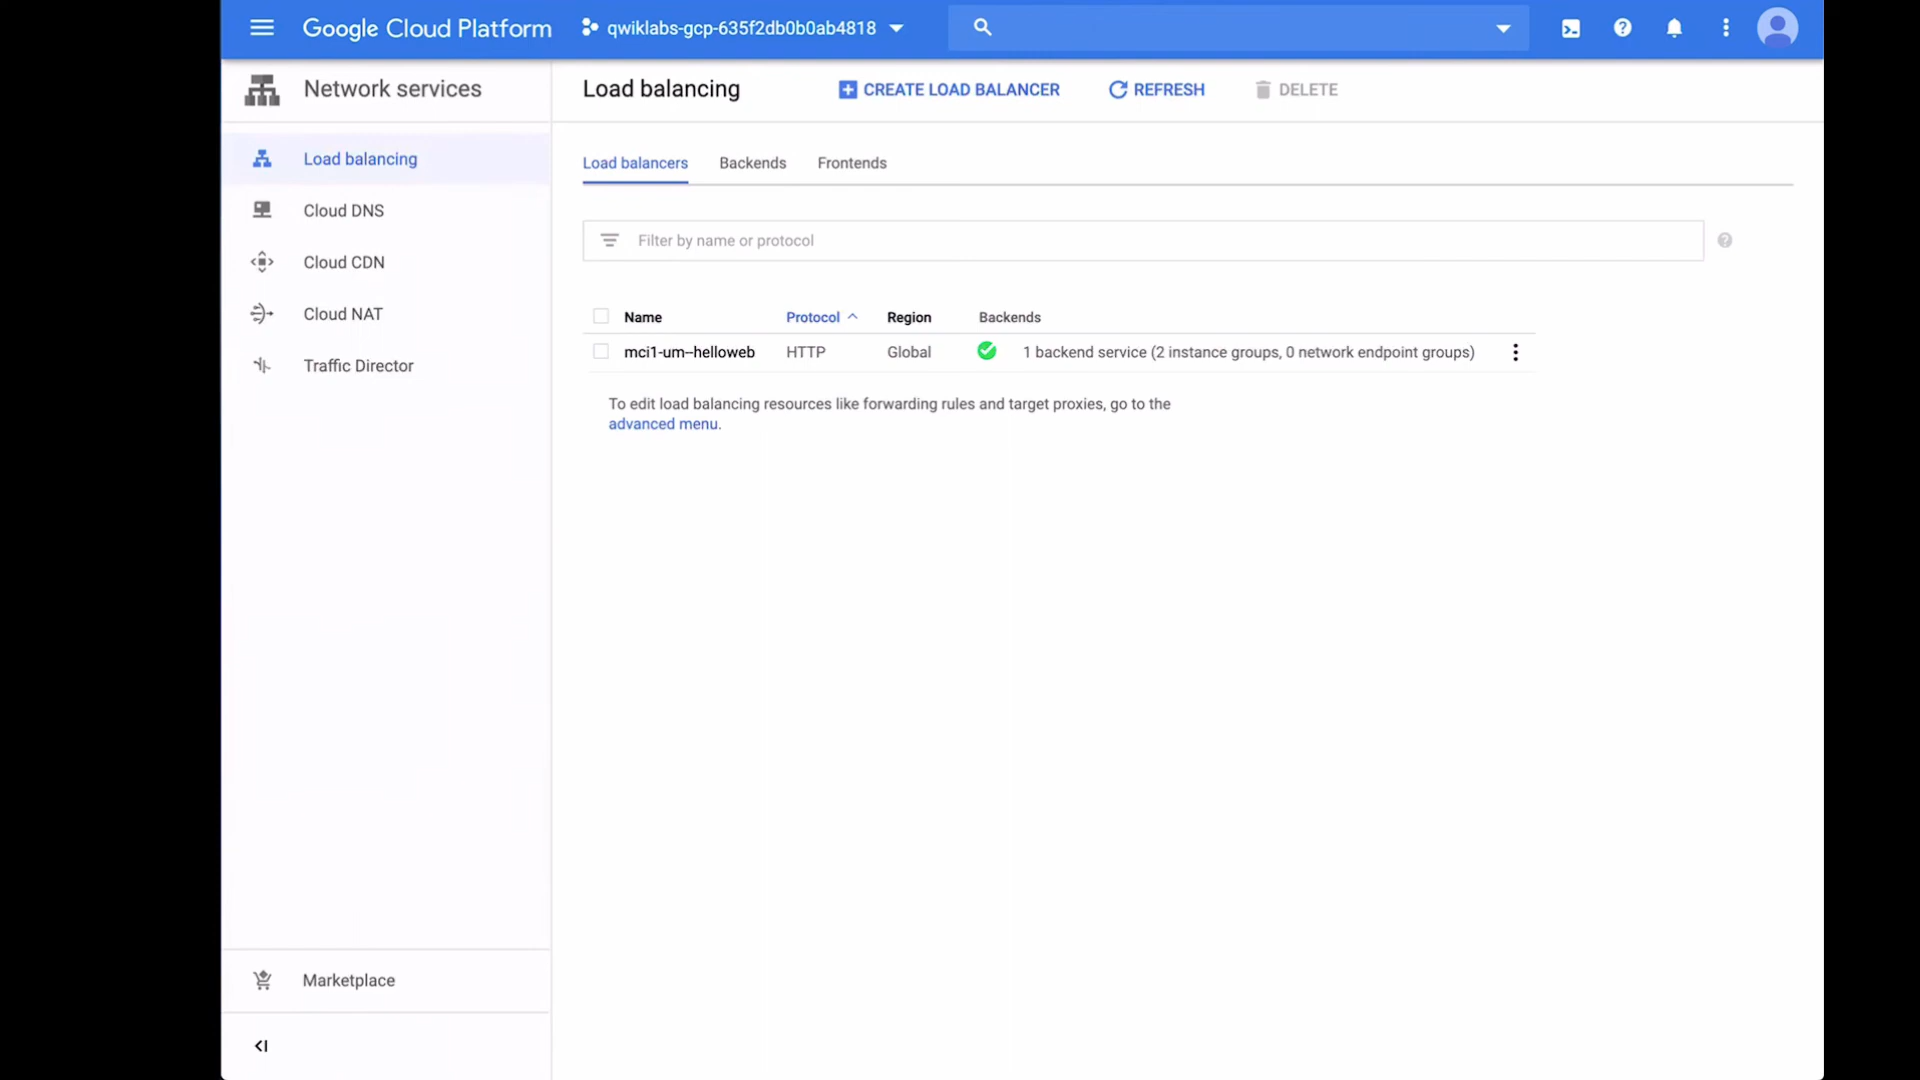 Google Cloud Platform
qwiklabs-gcp-635f2db0b0ab4818
Network services
Load balancing
Cloud DNS
Cloud CDN
Cloud NAT
Traffic Director
Marketplace
Load balancing
CREATE LOAD BALANCER
REFRESH
DELETE
Load balancers
Backends
Frontends
Filter by name or protocol
Name Protocol Region Backends
mci1-um--helloweb HTTP Global 1 backend service (2 instance groups, 0 network endpoint groups)
To edit load balancing resources like forwarding rules and target proxies, go to the
advanced menu.